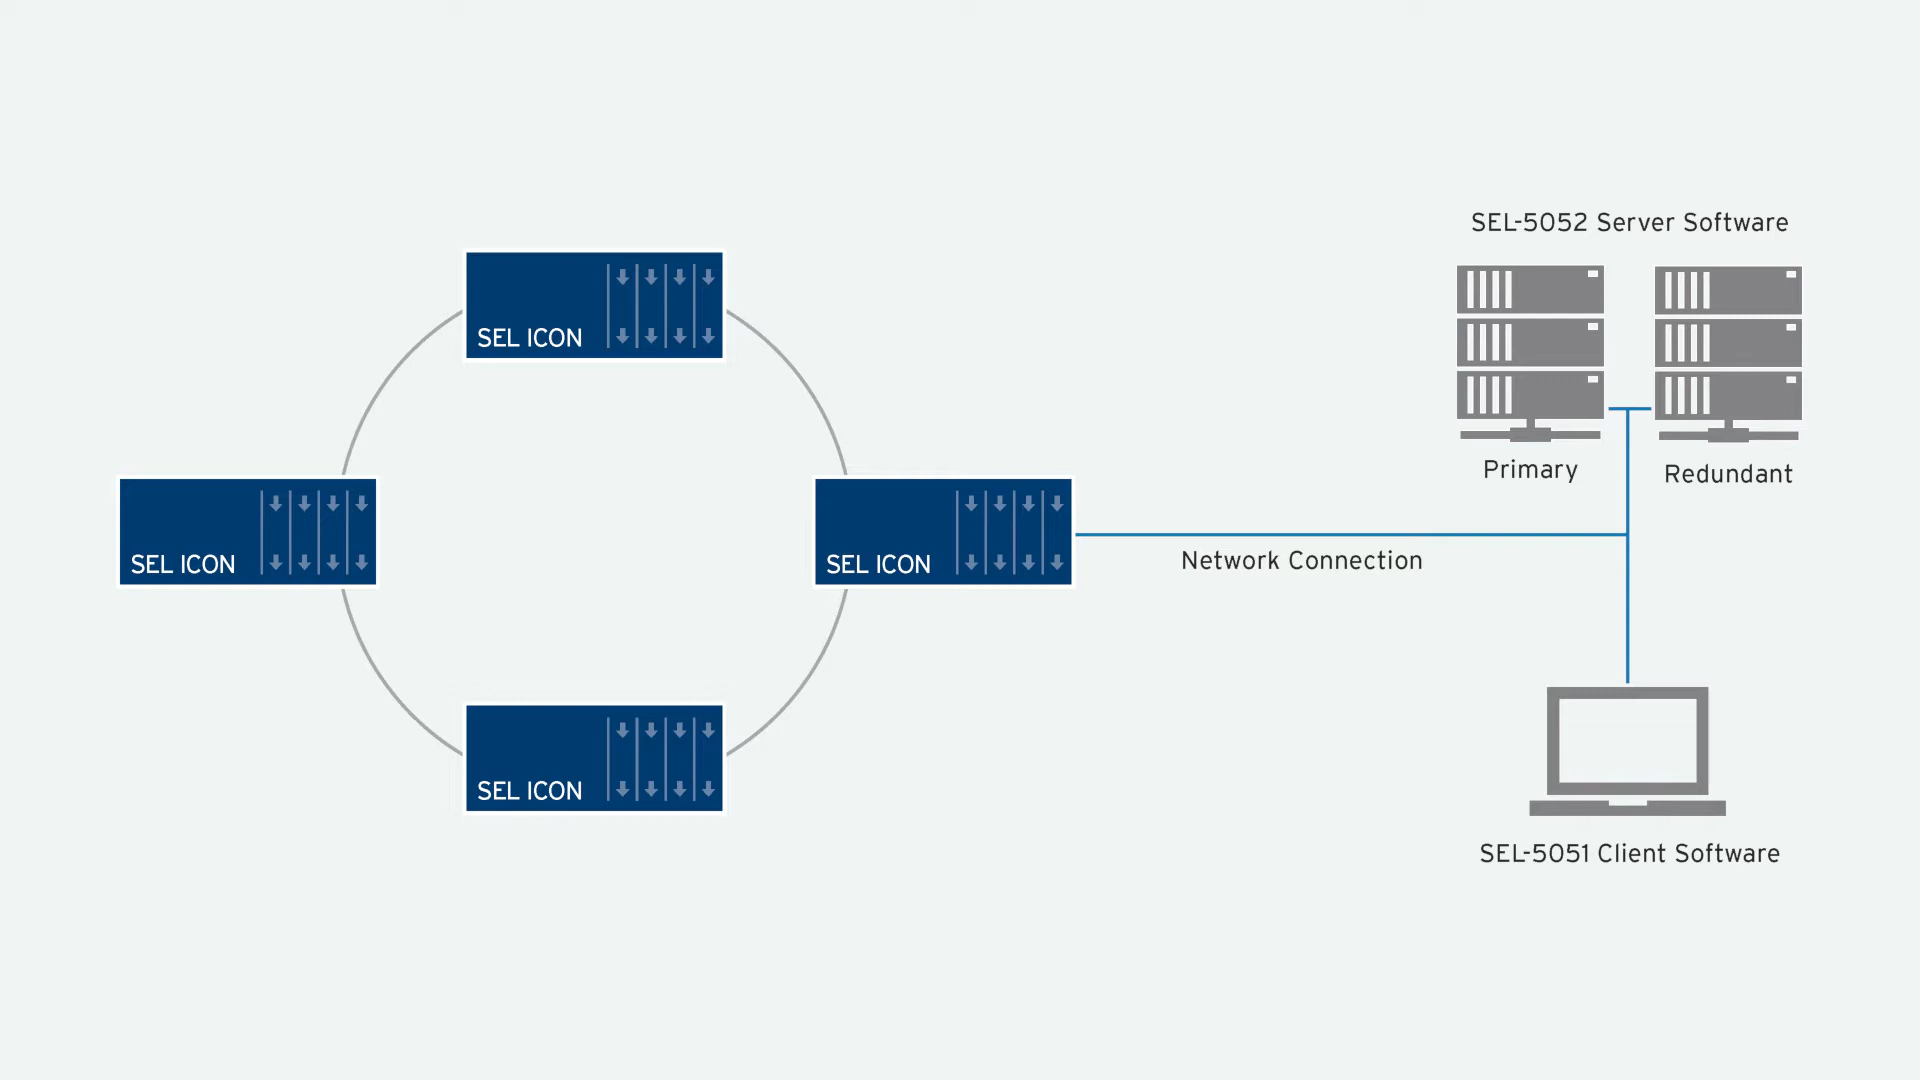 SEL-5052 Server Software
SEL ICON
Primary
Redundant
SEL ICON
SEL ICON
Network Connection
SEL ICON
SEL-5051 Client Software